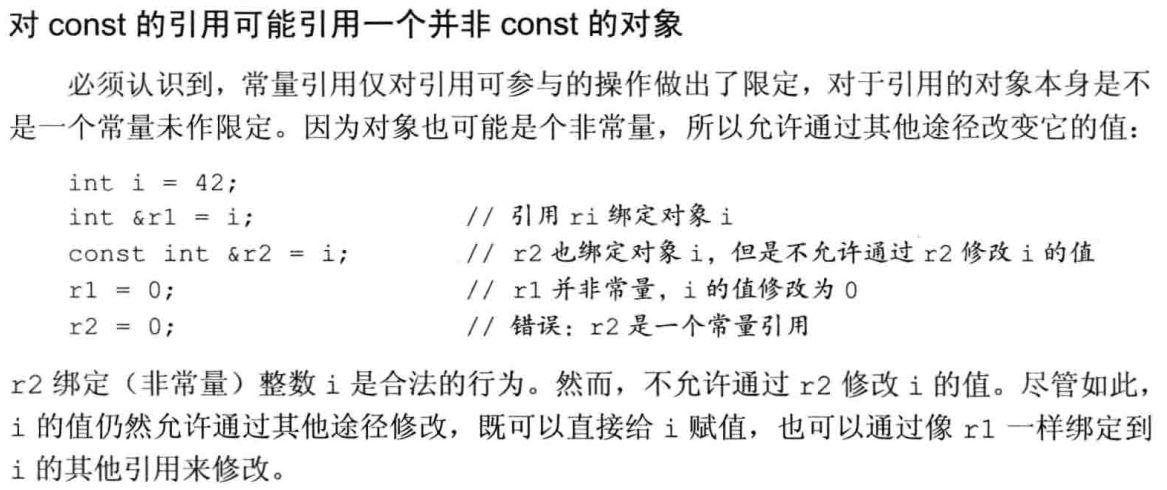 对 const 的引用可能引用一个并非 const 的对象
必须认识到，常量引用仅对引用可参与的操作做出了限定，对于引用的对象本身是不
是一个常量未作限定。因为对象也可能是个非常量，所以允许通过其他途径改变它的值：
int i = 42;
int &r1 = i; // 引用 ri 绑定对象 i
const int &r2 = i; // r2 也绑定对象 i，但是不允许通过 r2 修改 i 的值
r1 = 0; // r1 并非常量，i 的值修改为 0
r2 = 0; // 错误：r2 是一个常量引用
r2 绑定（非常量）整数 i 是合法的行为。然而，不允许通过 r2 修改 i 的值。尽管如此，
i 的值仍然允许通过其他途径修改，既可以直接给 i 赋值，也可以通过像 r1 一样绑定到
i 的其他引用来修改。